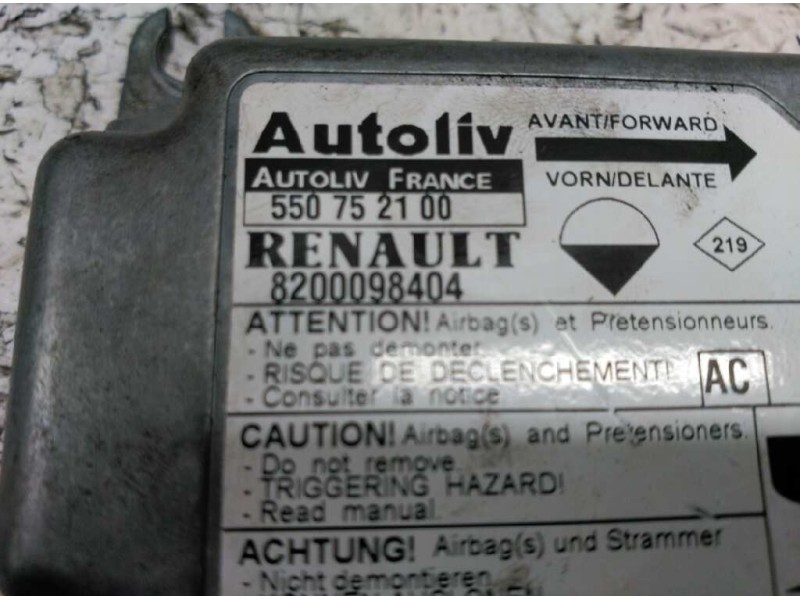 Autoliv
AVANT/FORWARD
AUTOLIV FRANCE
VORN/DELANTE
550 75 21 00
RENAULT
219
8200098404
ATTENTION! Airbag(s) et Pretensionneurs.
- Ne pas demonter.
- RISQUE DE DECLENCHEMENT!
AC
- Consulter la notice
CAUTION! Airbag(s) and Pretensioners.
- Do not remove.
- TRIGGERING HAZARD!
- Read manual.
ACHTUNG! Airbag(s) und Strammer
- Nicht demontieren.